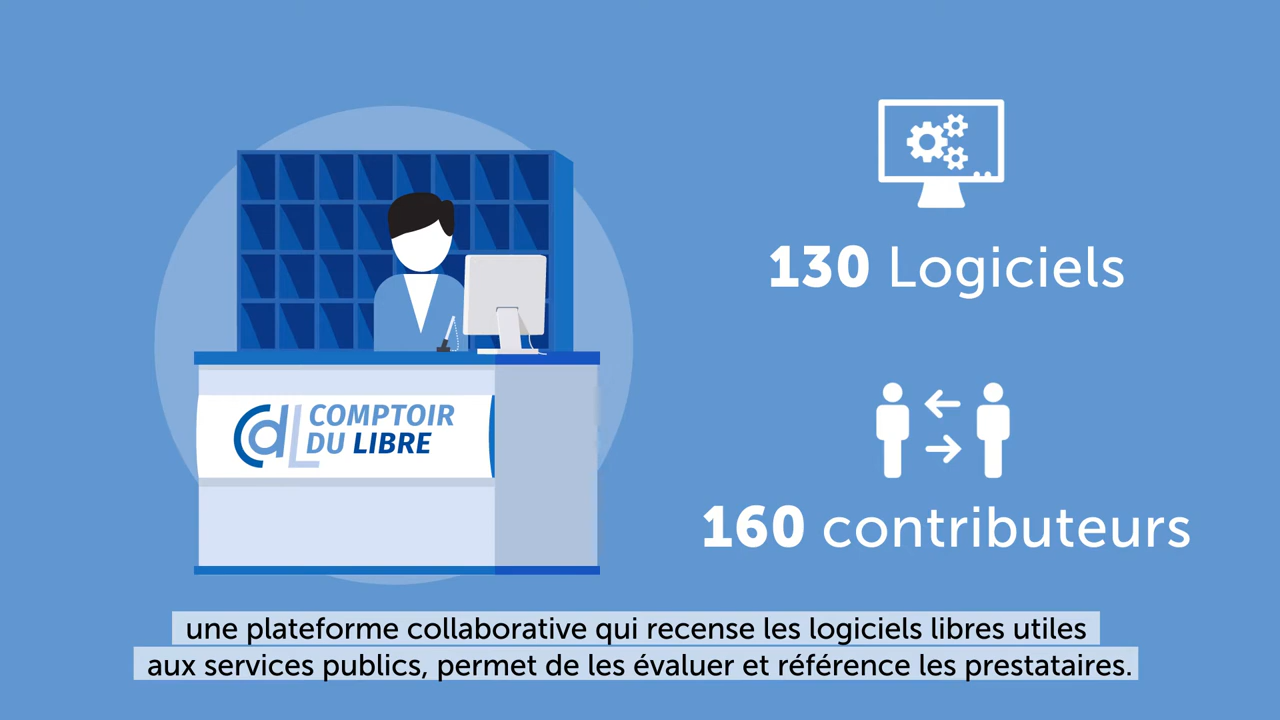 130 Logiciels
CdL COMPTOIR
DU LIBRE
160 contributeurs
une plateforme collaborative qui recense les logiciels libres utiles
aux services publics, permet de les évaluer et référence les prestataires.